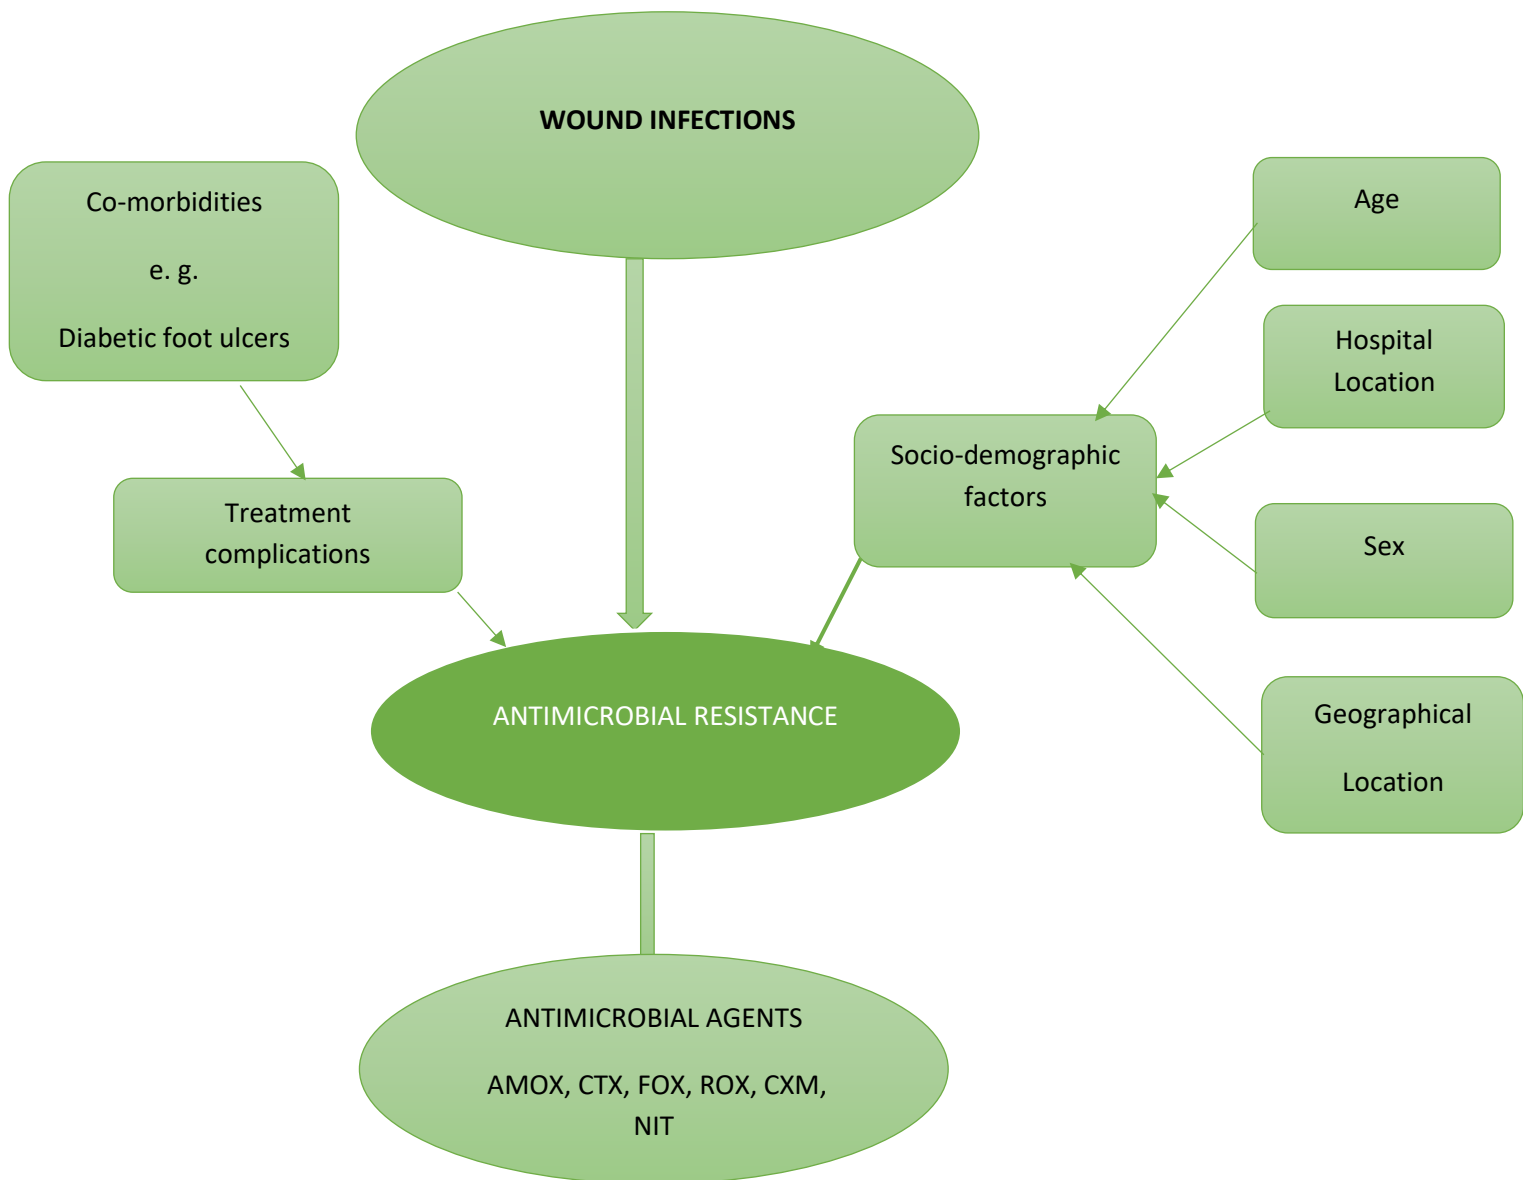 WOUND INFECTIONS
Co-morbidities
e. g.
Diabetic foot ulcers
Age
Hospital
Location
Socio-demographic
factors
Treatment
complications
Sex
ANTIMICROBIAL RESISTANCE
Geographical
Location
ANTIMICROBIAL AGENTS
AMOX, CTX, FOX, ROX, CXM,
NIT